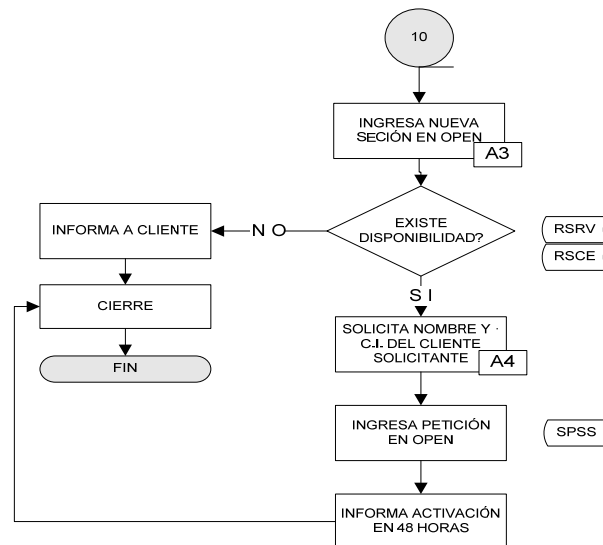 10
INGRESA NUEVA
SECIÓN EN OPEN
A3
EXISTE
DISPONIBILIDAD?
N O
INFORMA A CLIENTE
RSRV
RSCE
CIERRE
S I
FIN
SOLICITA NOMBRE Y
C.I. DEL CLIENTE
SOLICITANTE
A4
INGRESA PETICIÓN
EN OPEN
SPSS
INFORMA ACTIVACIÓN
EN 48 HORAS